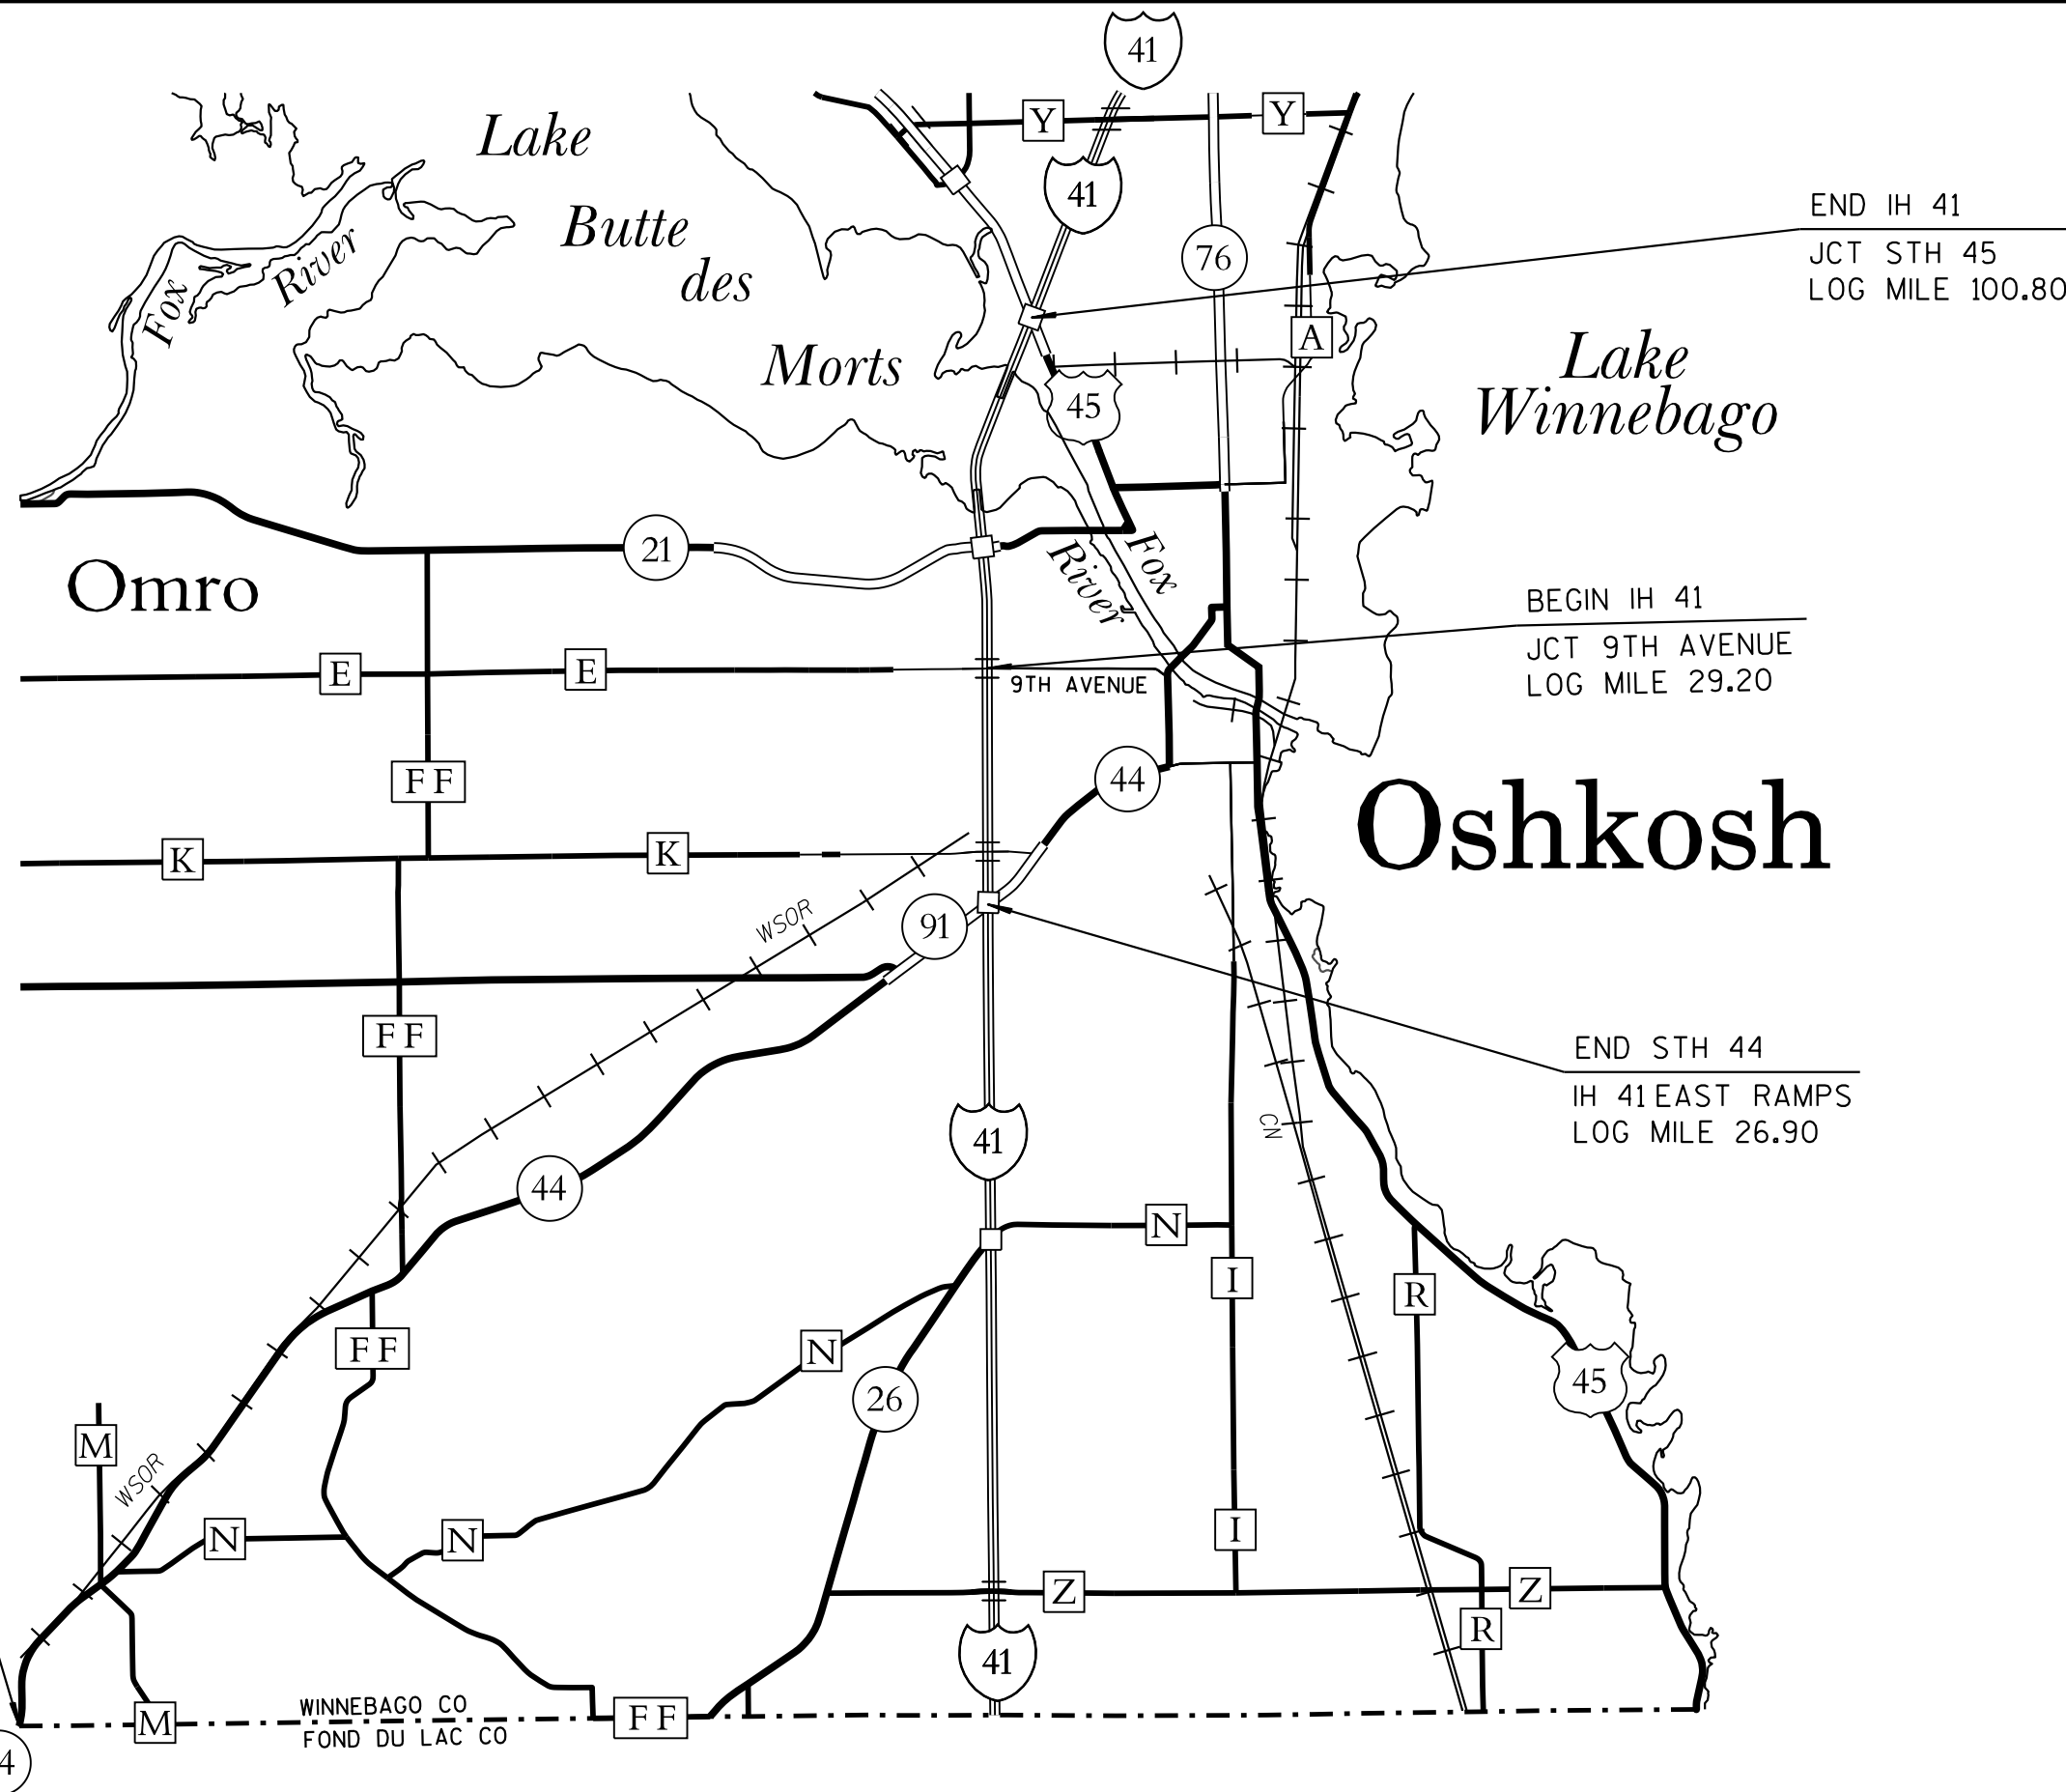 41
Y
Y
Lake
41
Butte
76
END IH 41
JCT STH 45
LOG MILE 100.80
River
des
Fox
A
Morts
Lake
Winnebago
45
21
Fox
River
Omro
BEGIN IH 41
JCT 9TH AVENUE
LOG MILE 29.20
E
E
9TH AVENUE
FF
44
Oshkosh
K
K
WSOR
91
FF
END STH 44
IH 41 EAST RAMPS
LOG MILE 26.90
41
CN
44
N
I
R
FF
N
45
26
M
WSOR
N
N
I
Z
Z
R
41
WINNEBAGO CO
FF
M
FOND DU LAC CO
4